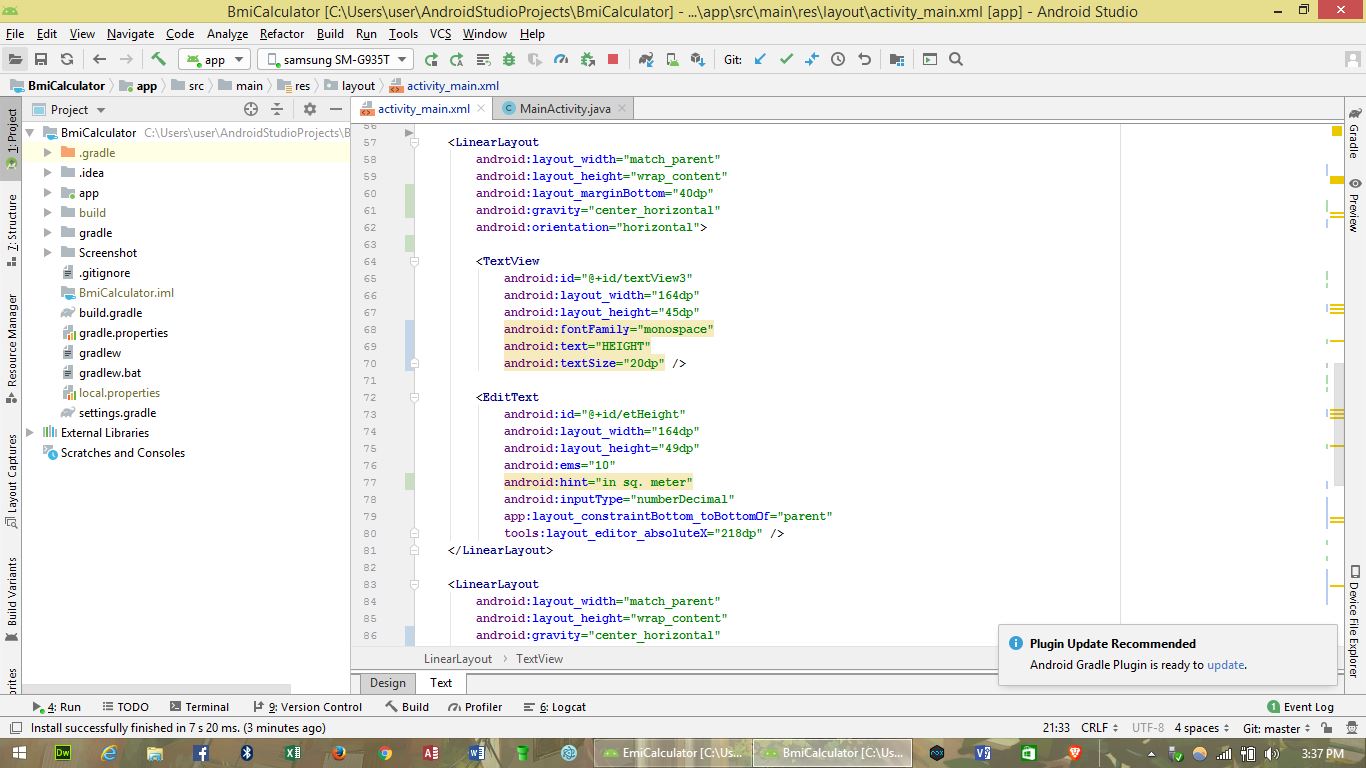 BmiCalculator [C:\Users\user\AndroidStudioProjects\BmiCalculator] - ...\app\src\main\res\layout\activity_main.xml [app] - Android Studio
File Edit View Navigate Code Analyze Refactor Build Run Tools VCS Window Help
app samsung SM-G935T Git:
BmiCalculator app src main res layout activity_main.xml
1: Project
7: Structure
Resource Manager
Layout Captures
Build Variants
Project
BmiCalculator C:\Users\user\AndroidStudioProjects\B
.gradle
.idea
app
build
gradle
Screenshot
.gitignore
BmiCalculator.iml
build.gradle
gradle.properties
gradlew
gradlew.bat
local.properties
settings.gradle
External Libraries
Scratches and Consoles
activity_main.xml MainActivity.java
56
57 <LinearLayout
58 android:layout_width="match_parent"
59 android:layout_height="wrap_content"
60 android:layout_marginBottom="40dp"
61 android:gravity="center_horizontal"
62 android:orientation="horizontal">
63
64 <TextView
65 android:id="@+id/textView3"
66 android:layout_width="164dp"
67 android:layout_height="45dp"
68 android:fontFamily="monospace"
69 android:text="HEIGHT"
70 android:textSize="20dp" />
71
72 <EditText
73 android:id="@+id/etHeight"
74 android:layout_width="164dp"
75 android:layout_height="49dp"
76 android:ems="10"
77 android:hint="in sq. meter"
78 android:inputType="numberDecimal"
79 app:layout_constraintBottom_toBottomOf="parent"
80 tools:layout_editor_absoluteX="218dp" />
81 </LinearLayout>
82
83 <LinearLayout
84 android:layout_width="match_parent"
85 android:layout_height="wrap_content"
86 android:gravity="center_horizontal"
LinearLayout TextView
Design Text
Gradle
Preview
Device File Explorer
Plugin Update Recommended
Android Gradle Plugin is ready to update.
4: Run TODO Terminal 9: Version Control Build Profiler 6: Logcat 1 Event Log
Install successfully finished in 7 s 20 ms. (3 minutes ago) 21:33 CRLF UTF-8 4 spaces Git: master
Dw EmiCalculator [C:\Us... BmiCalculator [C:\Us... 3:37 PM